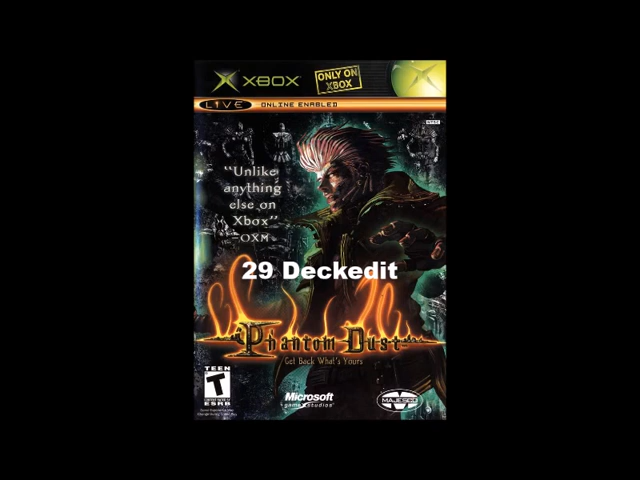 XBOX
ONLY ON
XBOX
LIVE ONLINE ENABLED
"Unlike
anything
else on
Xbox"
OXM
29 Deckedit
Phantom Dust
Get Back What's Yours
TEEN
T
ESRB
Microsoft
game studios
MAJESCO